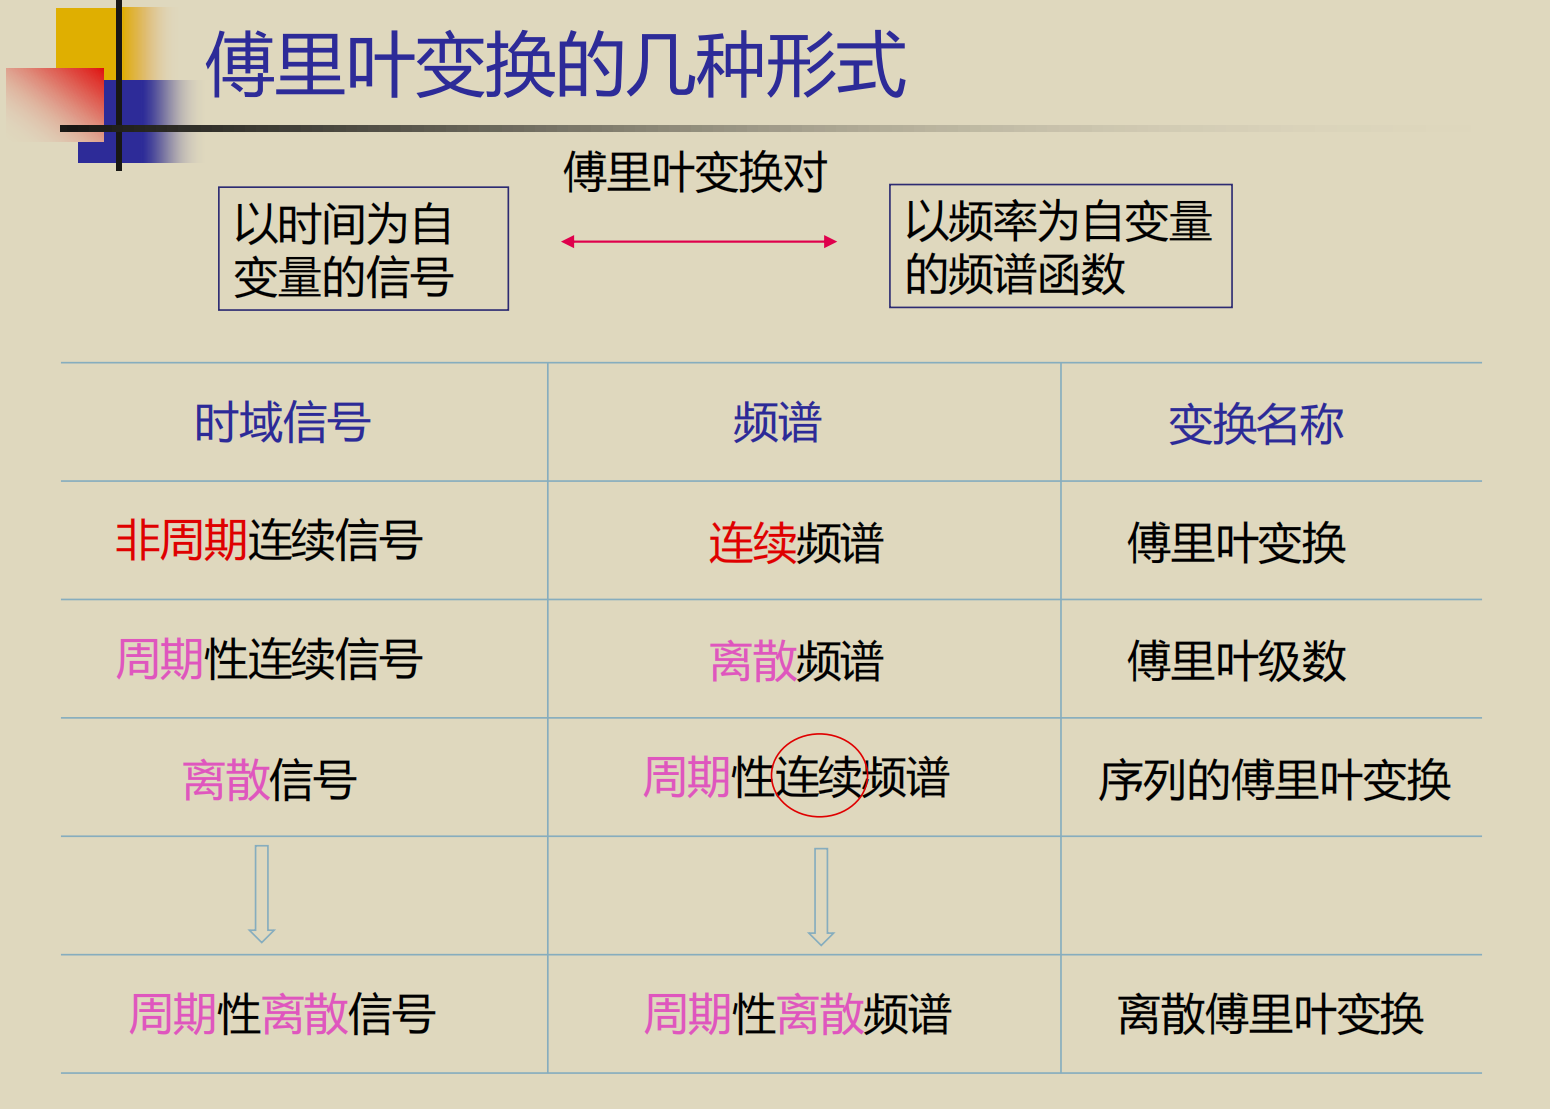 傅里叶变换的几种形式
傅里叶变换对
以时间为自
变量的信号
以频率为自变量
的频谱函数
时域信号
频谱
变换名称
非周期连续信号
连续频谱
傅里叶变换
周期性连续信号
离散频谱
傅里叶级数
离散信号
周期性连续频谱
序列的傅里叶变换
周期性离散信号
周期性离散频谱
离散傅里叶变换